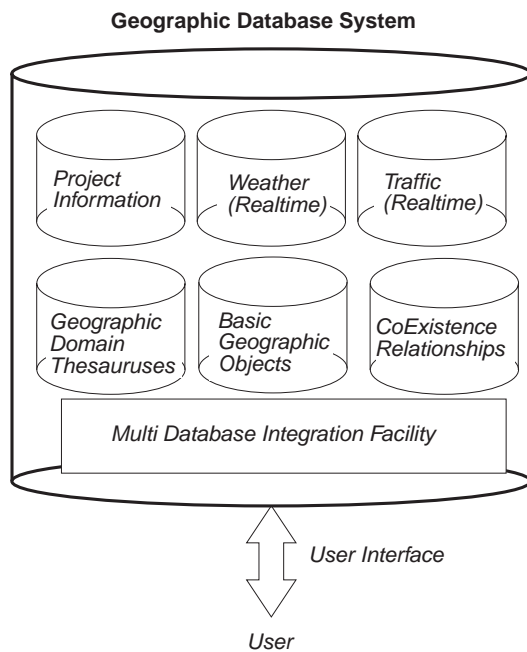 Geographic Database System
Project
Information
Weather
(Realtime)
Traffic
(Realtime)
Geographic
Domain
Thesauruses
Basic
Geographic
Objects
CoExistence
Relationships
Multi Database Integration Facility
User Interface
User